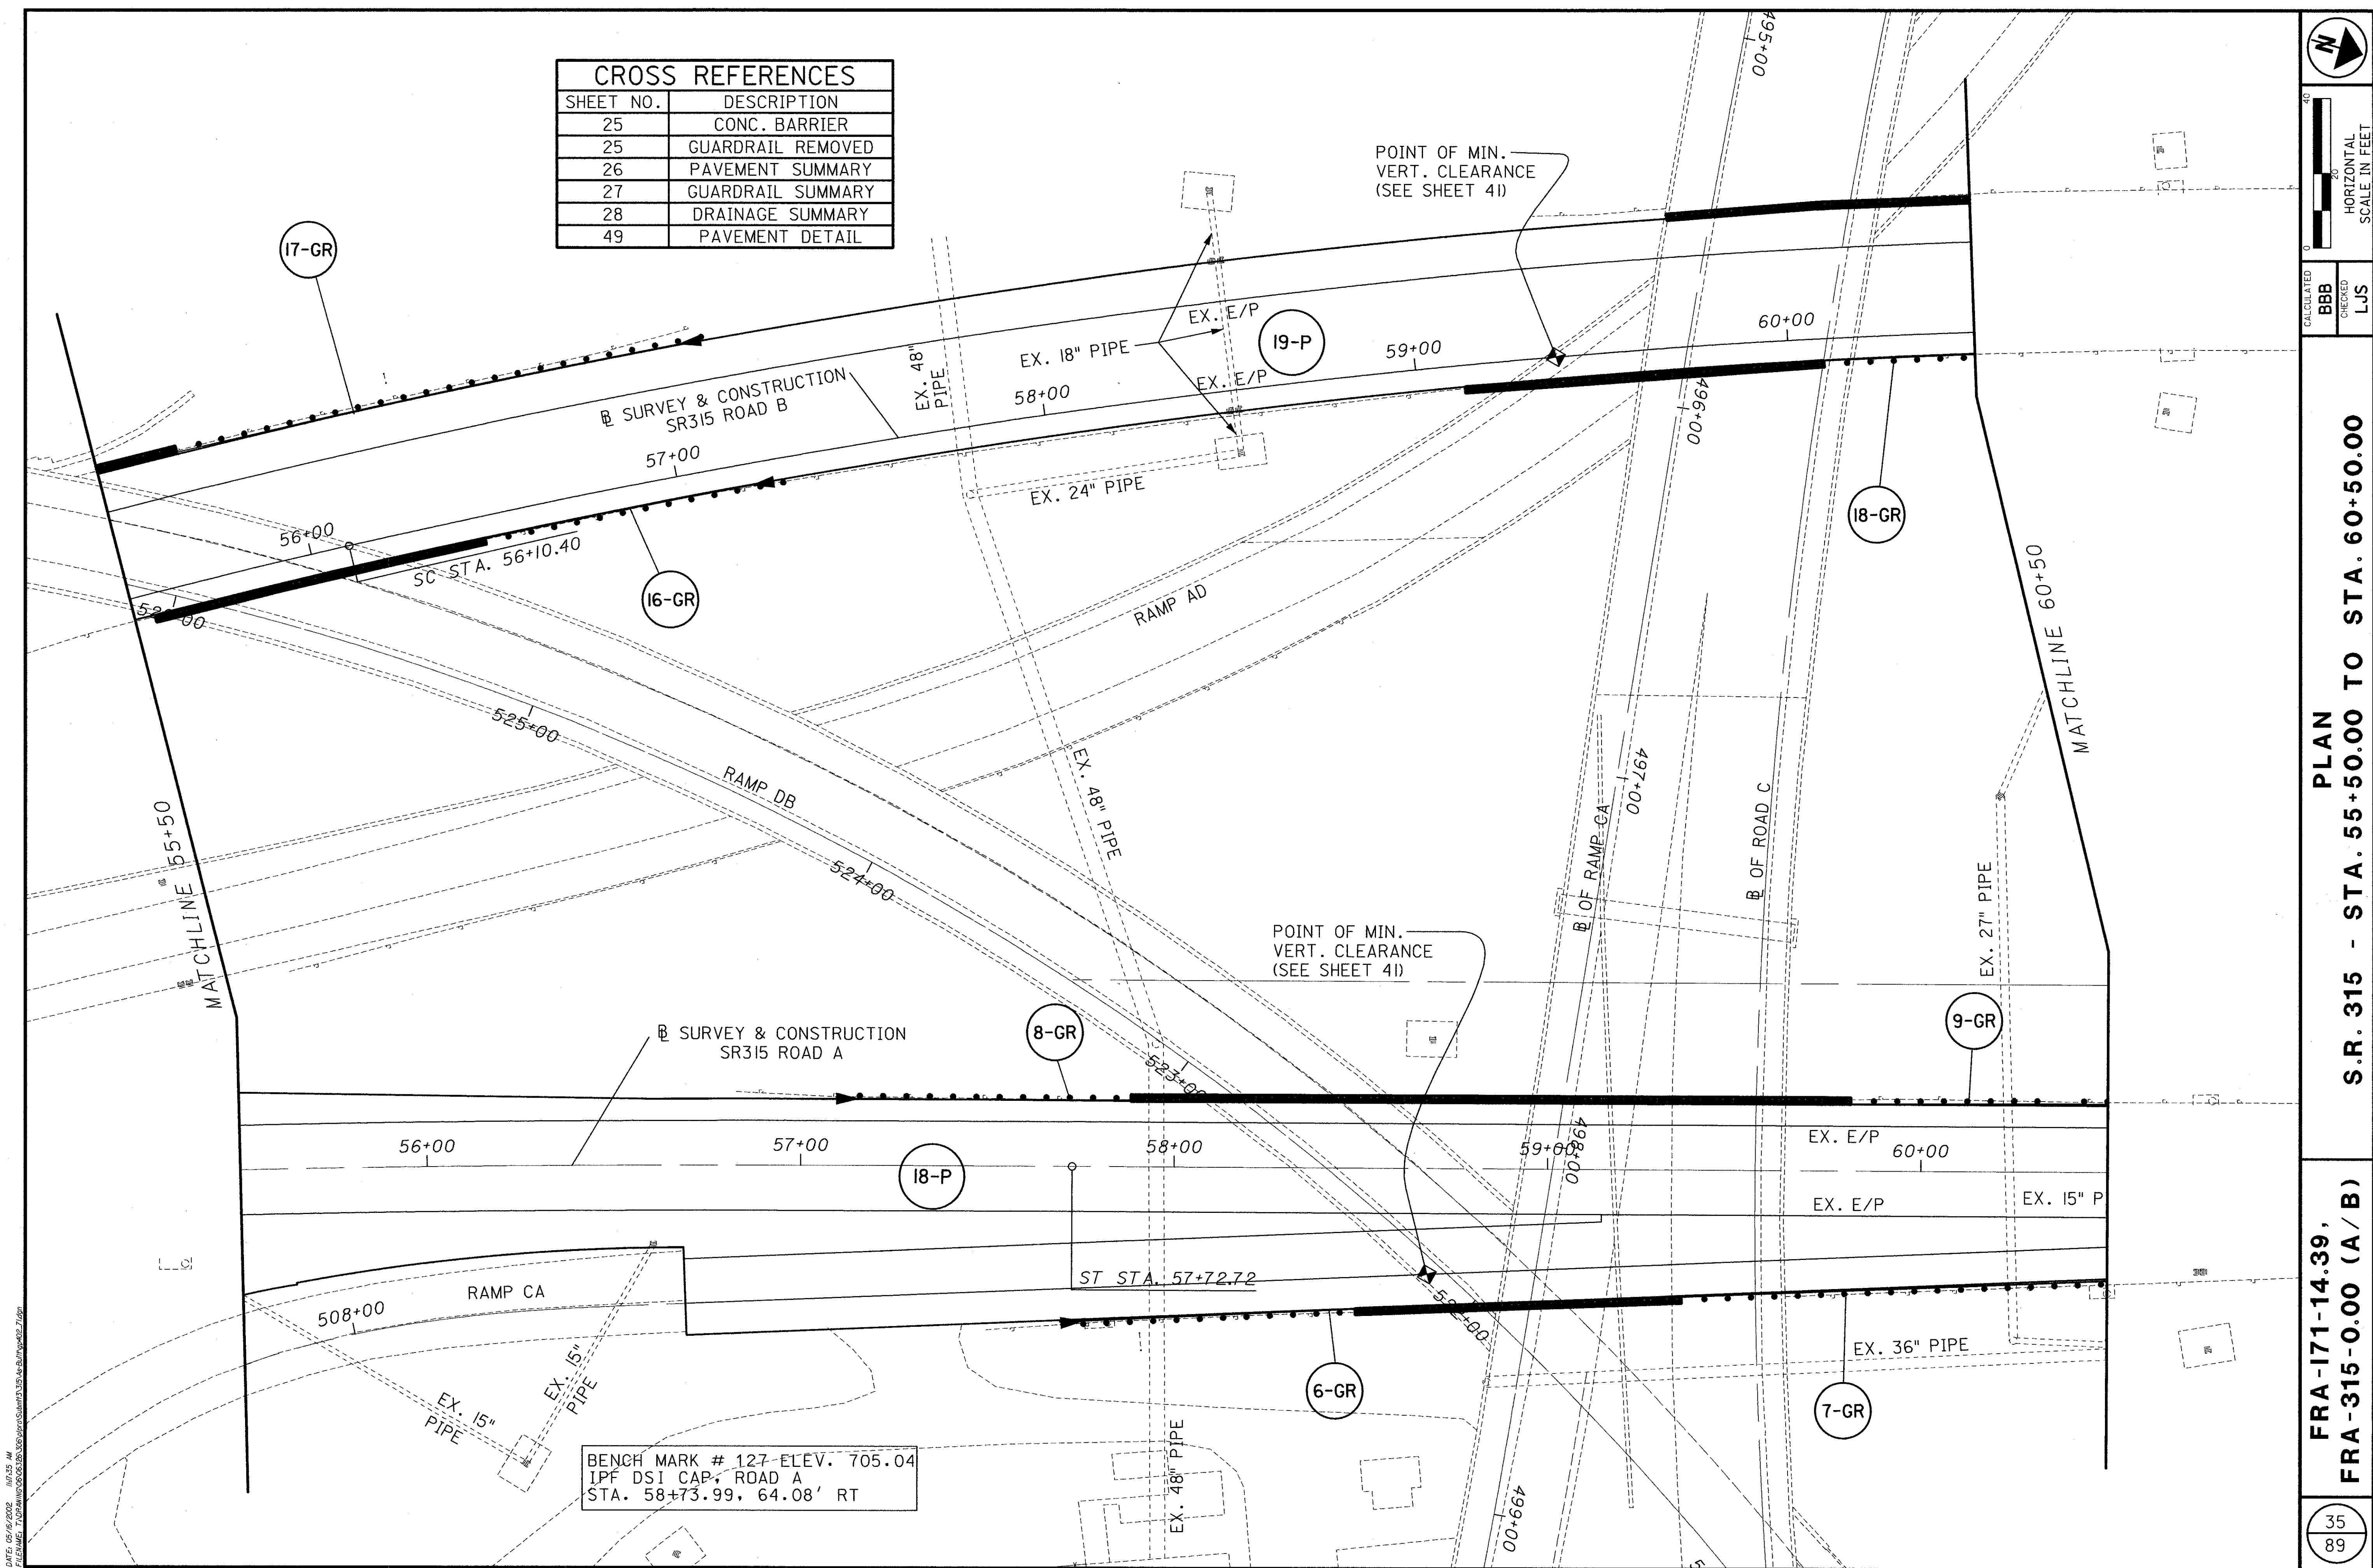 CROSS REFERENCES
SHEET NO. DESCRIPTION
25 CONC. BARRIER
25 GUARDRAIL REMOVED
26 PAVEMENT SUMMARY
27 GUARDRAIL SUMMARY
28 DRAINAGE SUMMARY
49 PAVEMENT DETAIL
495+00
POINT OF MIN.
VERT. CLEARANCE
(SEE SHEET 41)
17-GR
EX. E/P
19-P
60+00
EX. 18" PIPE
59+00
EX. 48"
PIPE
EX. E/P
58+00
℄ SURVEY & CONSTRUCTION
SR315 ROAD B
496+00
57+00
EX. 24" PIPE
18-GR
56+00
SC STA. 56+10.40
16-GR
RAMP AD
MATCHLINE 60+50
525+00
RAMP DB
EX. 48" PIPE
497+00
℄ OF RAMP CA
℄ OF ROAD C
MATCHLINE 55+50
524+00
EX. 27" PIPE
POINT OF MIN.
VERT. CLEARANCE
(SEE SHEET 41)
℄ SURVEY & CONSTRUCTION
SR315 ROAD A
8-GR
9-GR
523+00
56+00
57+00
58+00
59+00
498+00
EX. E/P
60+00
18-P
EX. E/P
EX. 15" P
ST STA. 57+72.72
RAMP CA
508+00
522+00
EX. 36" PIPE
EX. 15"
PIPE
EX. 15"
PIPE
6-GR
7-GR
BENCH MARK # 127 ELEV. 705.04
IPF DSI CAP, ROAD A
STA. 58+73.99, 64.08' RT
EX. 48" PIPE
499+00
N
0 20 40
HORIZONTAL
SCALE IN FEET
CALCULATED
BBB
CHECKED
LJS
PLAN
S.R. 315 - STA. 55+50.00 TO STA. 60+50.00
FRA-171-14.39,
FRA-315-0.00 (A/B)
35
89
DATE: 05/16/2002